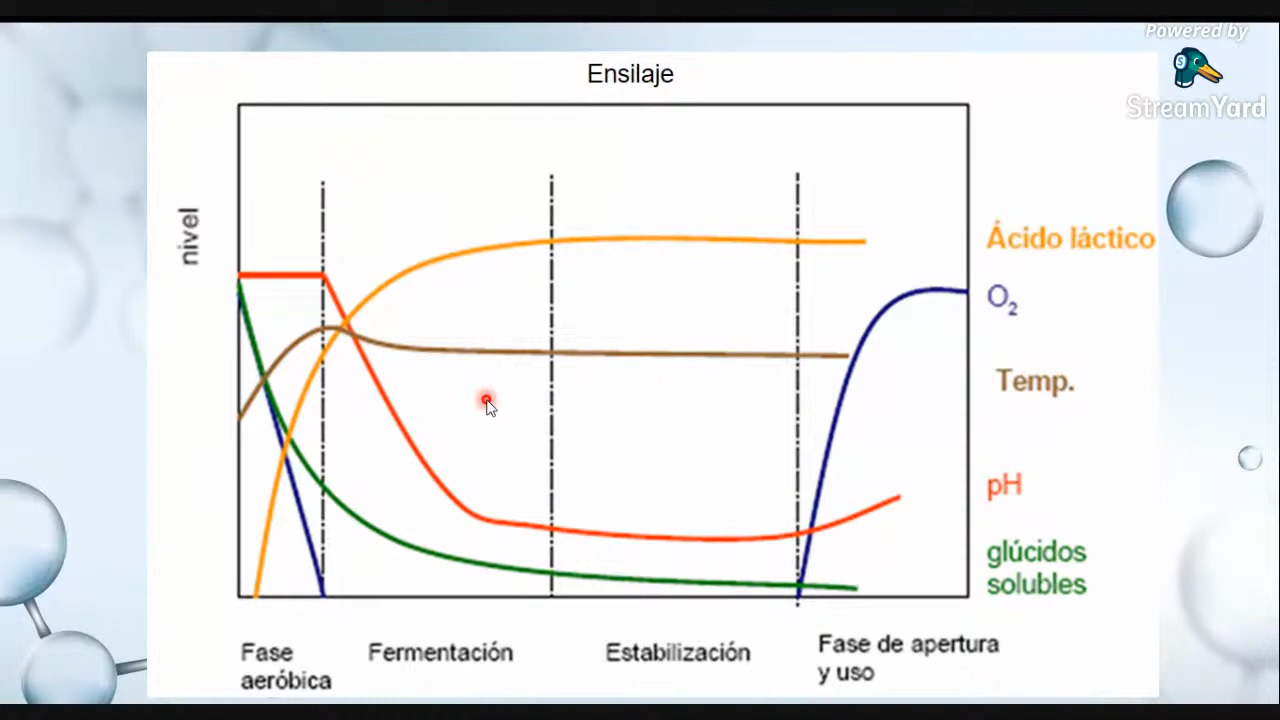 Powered by
StreamYard
Ensilaje
nivel
Ácido láctico
O₂
Temp.
pH
glúcidos
solubles
Fase
aeróbica
Fermentación
Estabilización
Fase de apertura
y uso